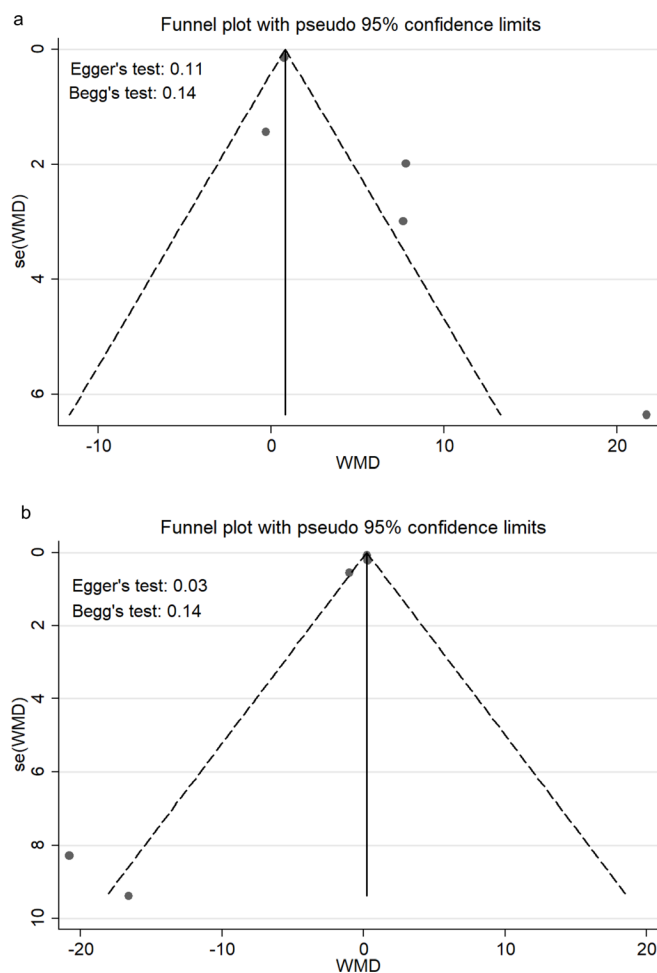 a
Funnel plot with pseudo 95% confidence limits
Egger's test: 0.11
Begg's test: 0.14
se(WMD)
0
2
4
6
-10
0
10
20
WMD
b
Funnel plot with pseudo 95% confidence limits
Egger's test: 0.03
Begg's test: 0.14
se(WMD)
0
2
4
6
8
10
-20
-10
0
10
20
WMD